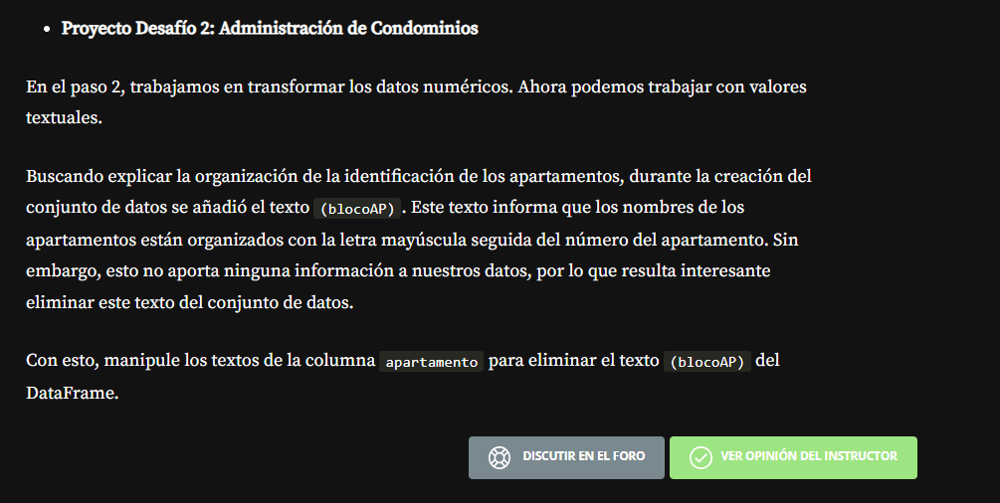 • Proyecto Desafío 2: Administración de Condominios
En el paso 2, trabajamos en transformar los datos numéricos. Ahora podemos trabajar con valores
textuales.
Buscando explicar la organización de la identificación de los apartamentos, durante la creación del
conjunto de datos se añadió el texto (blocoAP) . Este texto informa que los nombres de los
apartamentos están organizados con la letra mayúscula seguida del número del apartamento. Sin
embargo, esto no aporta ninguna información a nuestros datos, por lo que resulta interesante
eliminar este texto del conjunto de datos.
Con esto, manipule los textos de la columna apartamento para eliminar el texto (blocoAP) del
DataFrame.
DISCUTIR EN EL FORO VER OPINIÓN DEL INSTRUCTOR